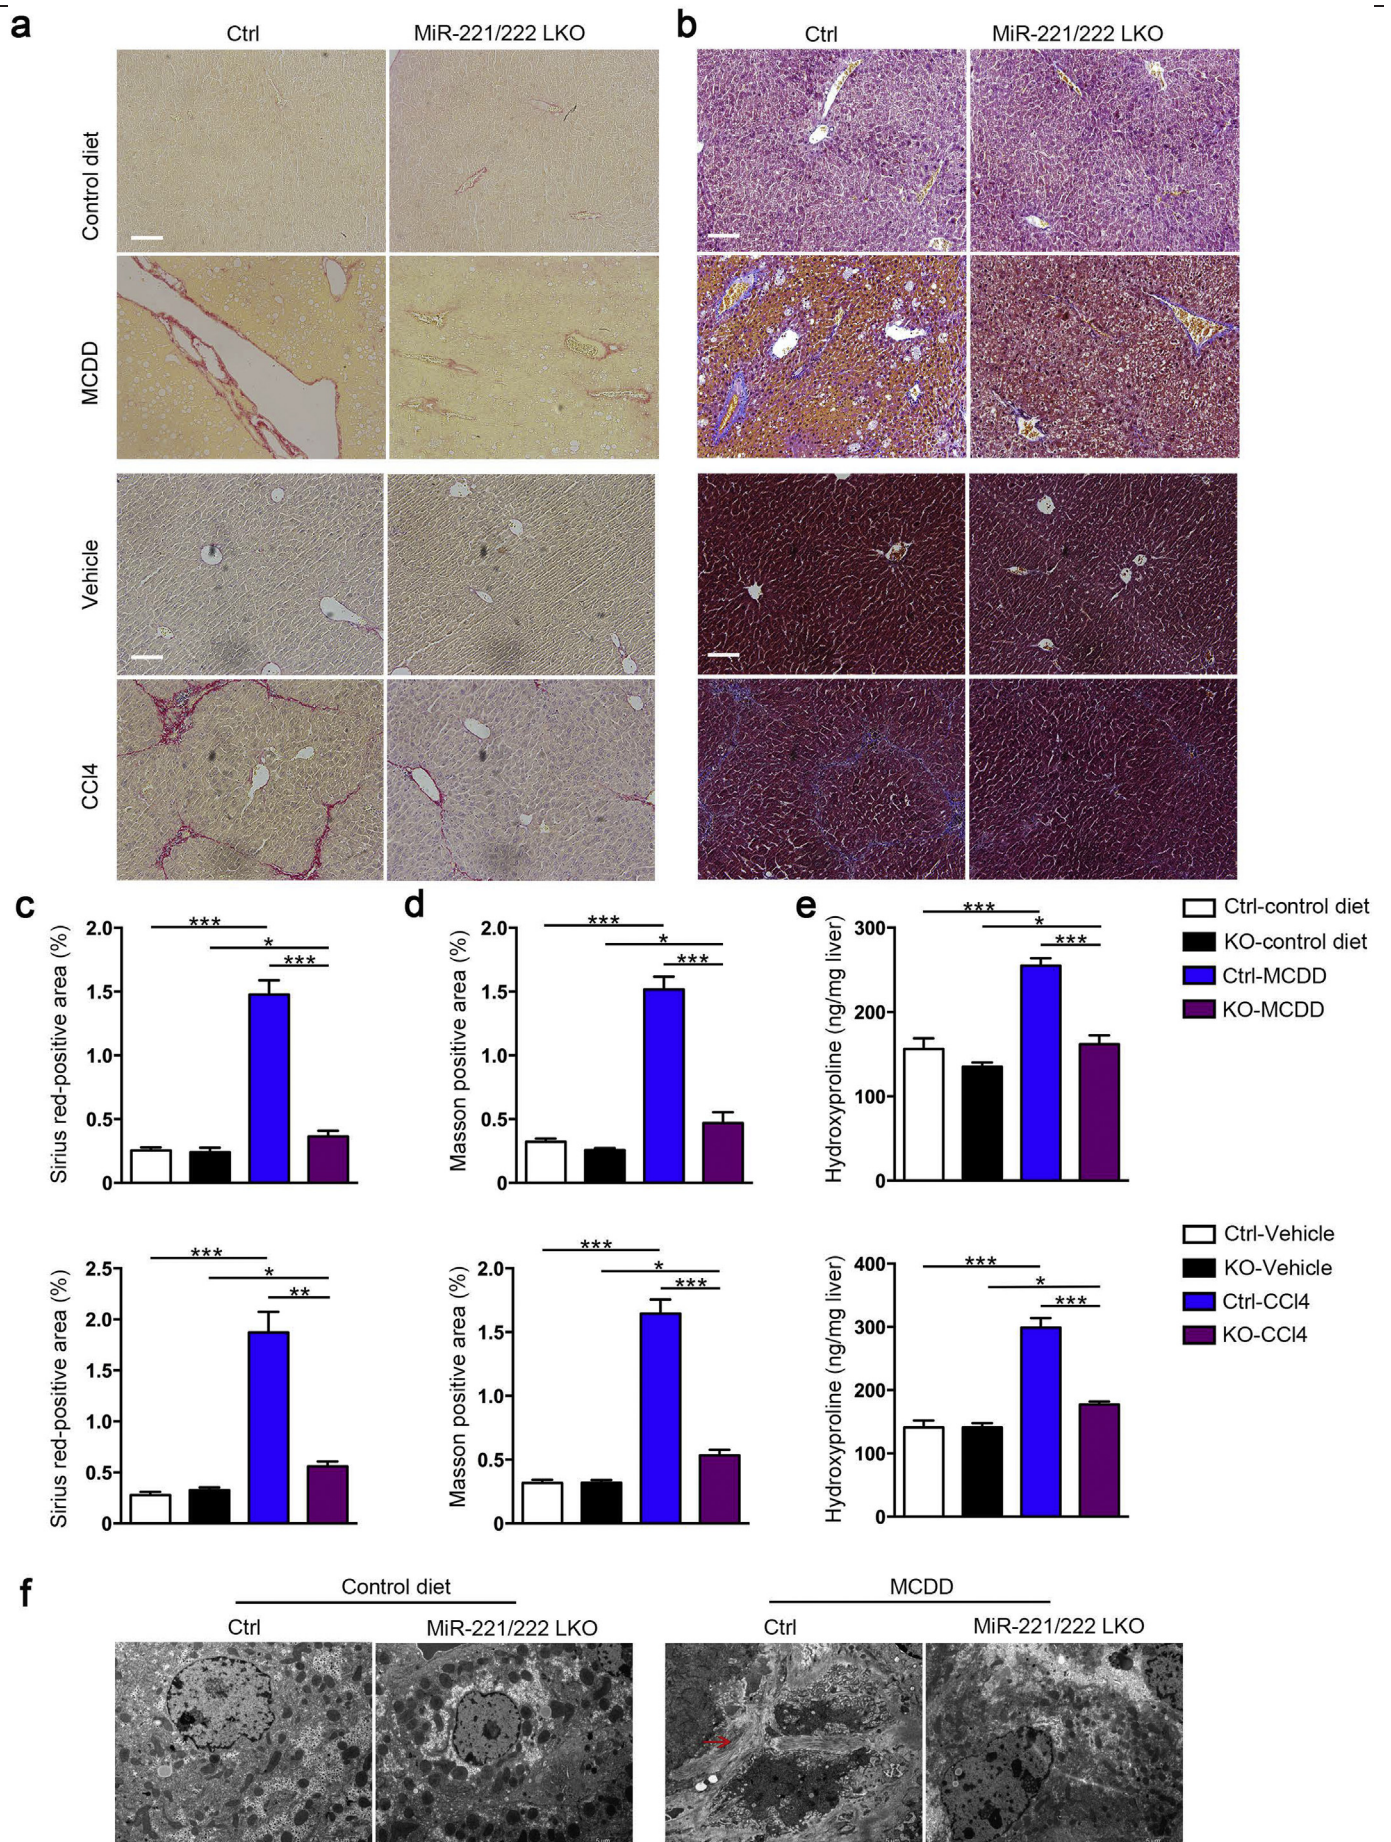 a
Ctrl
MiR-221/222 LKO
b
Ctrl
MiR-221/222 LKO
Control diet
MCDD
Vehicle
CCl4
c
Sirius red-positive area (%)
2.0
1.5
1.0
0.5
0
***
*
***
d
Masson positive area (%)
2.0
1.5
1.0
0.5
0
***
*
***
e
Hydroxyproline (ng/mg liver)
300
200
100
0
***
*
***
Ctrl-control diet
KO-control diet
Ctrl-MCDD
KO-MCDD
Sirius red-positive area (%)
2.5
2.0
1.5
1.0
0.5
0
***
*
**
Masson positive area (%)
2.0
1.5
1.0
0.5
0
***
*
***
Hydroxyproline (ng/mg liver)
400
300
200
100
0
***
*
***
Ctrl-Vehicle
KO-Vehicle
Ctrl-CCl4
KO-CCl4
f
Control diet
MCDD
Ctrl
MiR-221/222 LKO
Ctrl
MiR-221/222 LKO